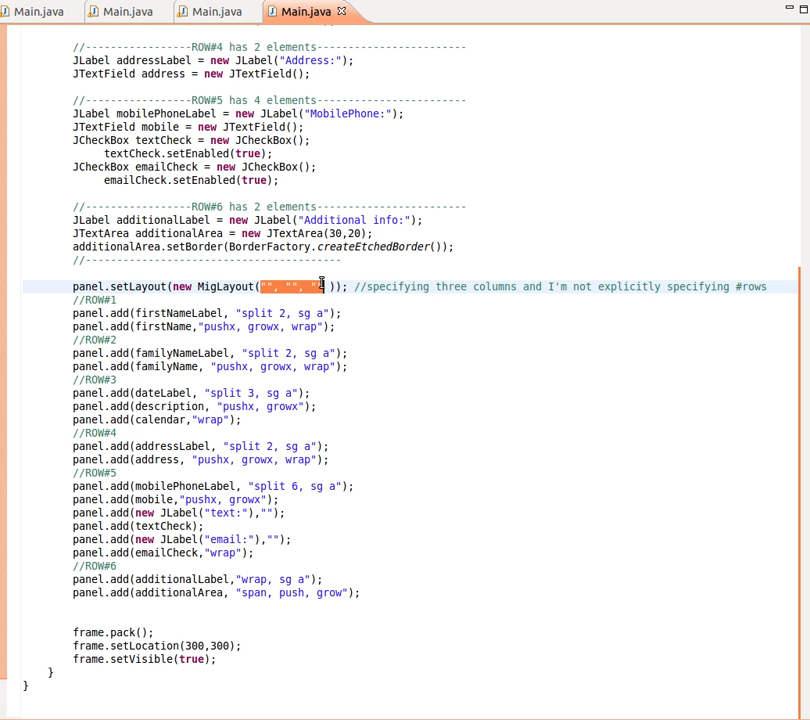 Main.java Main.java Main.java Main.java
//-----------------ROW#4 has 2 elements------------------------
JLabel addressLabel = new JLabel("Address:");
JTextField address = new JTextField();
//-----------------ROW#5 has 4 elements------------------------
JLabel mobilePhoneLabel = new JLabel("MobilePhone:");
JTextField mobile = new JTextField();
JCheckBox textCheck = new JCheckBox();
textCheck.setEnabled(true);
JCheckBox emailCheck = new JCheckBox();
emailCheck.setEnabled(true);
//-----------------ROW#6 has 2 elements------------------------
JLabel additionalLabel = new JLabel("Additional info:");
JTextArea additionalArea = new JTextArea(30,20);
additionalArea.setBorder(BorderFactory.createEtchedBorder());
//-----------------------------------------
panel.setLayout(new MigLayout("", "", "" )); //specifying three columns and I'm not explicitly specifying #rows
//ROW#1
panel.add(firstNameLabel, "split 2, sg a");
panel.add(firstName,"pushx, growx, wrap");
//ROW#2
panel.add(familyNameLabel, "split 2, sg a");
panel.add(familyName, "pushx, growx, wrap");
//ROW#3
panel.add(dateLabel, "split 3, sg a");
panel.add(description, "pushx, growx");
panel.add(calendar,"wrap");
//ROW#4
panel.add(addressLabel, "split 2, sg a");
panel.add(address, "pushx, growx, wrap");
//ROW#5
panel.add(mobilePhoneLabel, "split 6, sg a");
panel.add(mobile,"pushx, growx");
panel.add(new JLabel("text:"),"");
panel.add(textCheck);
panel.add(new JLabel("email:"),"");
panel.add(emailCheck,"wrap");
//ROW#6
panel.add(additionalLabel,"wrap, sg a");
panel.add(additionalArea, "span, push, grow");
frame.pack();
frame.setLocation(300,300);
frame.setVisible(true);
}
}